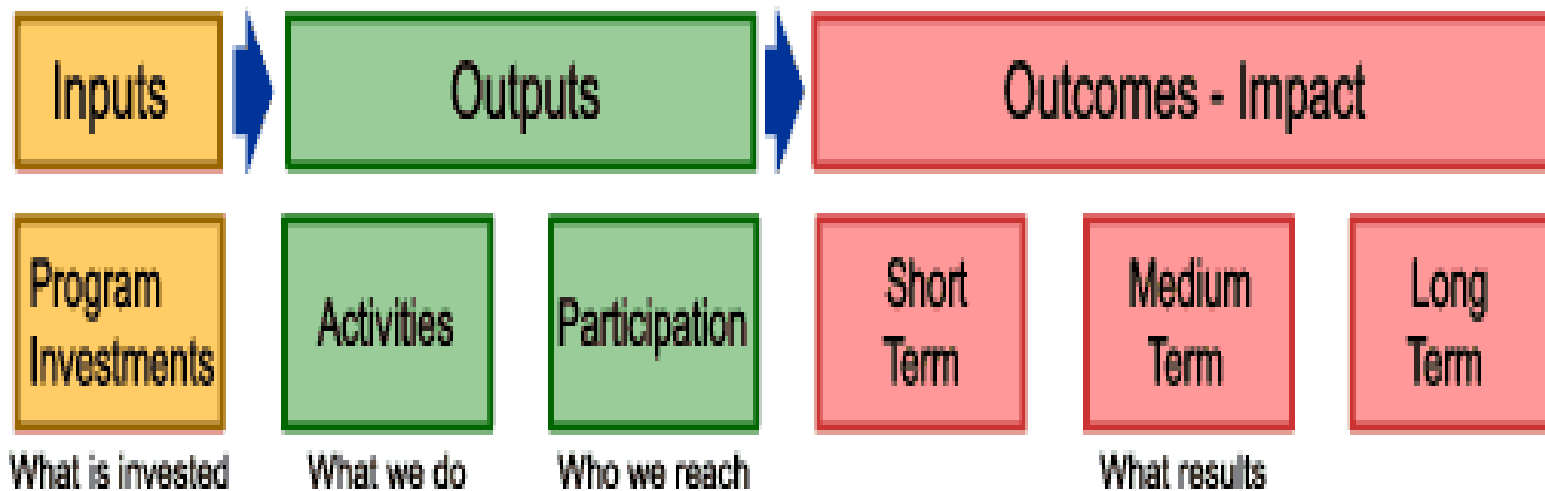 Inputs
Outputs
Outcomes - Impact
Program
Investments
Activities
Participation
Short
Term
Medium
Term
Long
Term
What is invested
What we do
Who we reach
What results